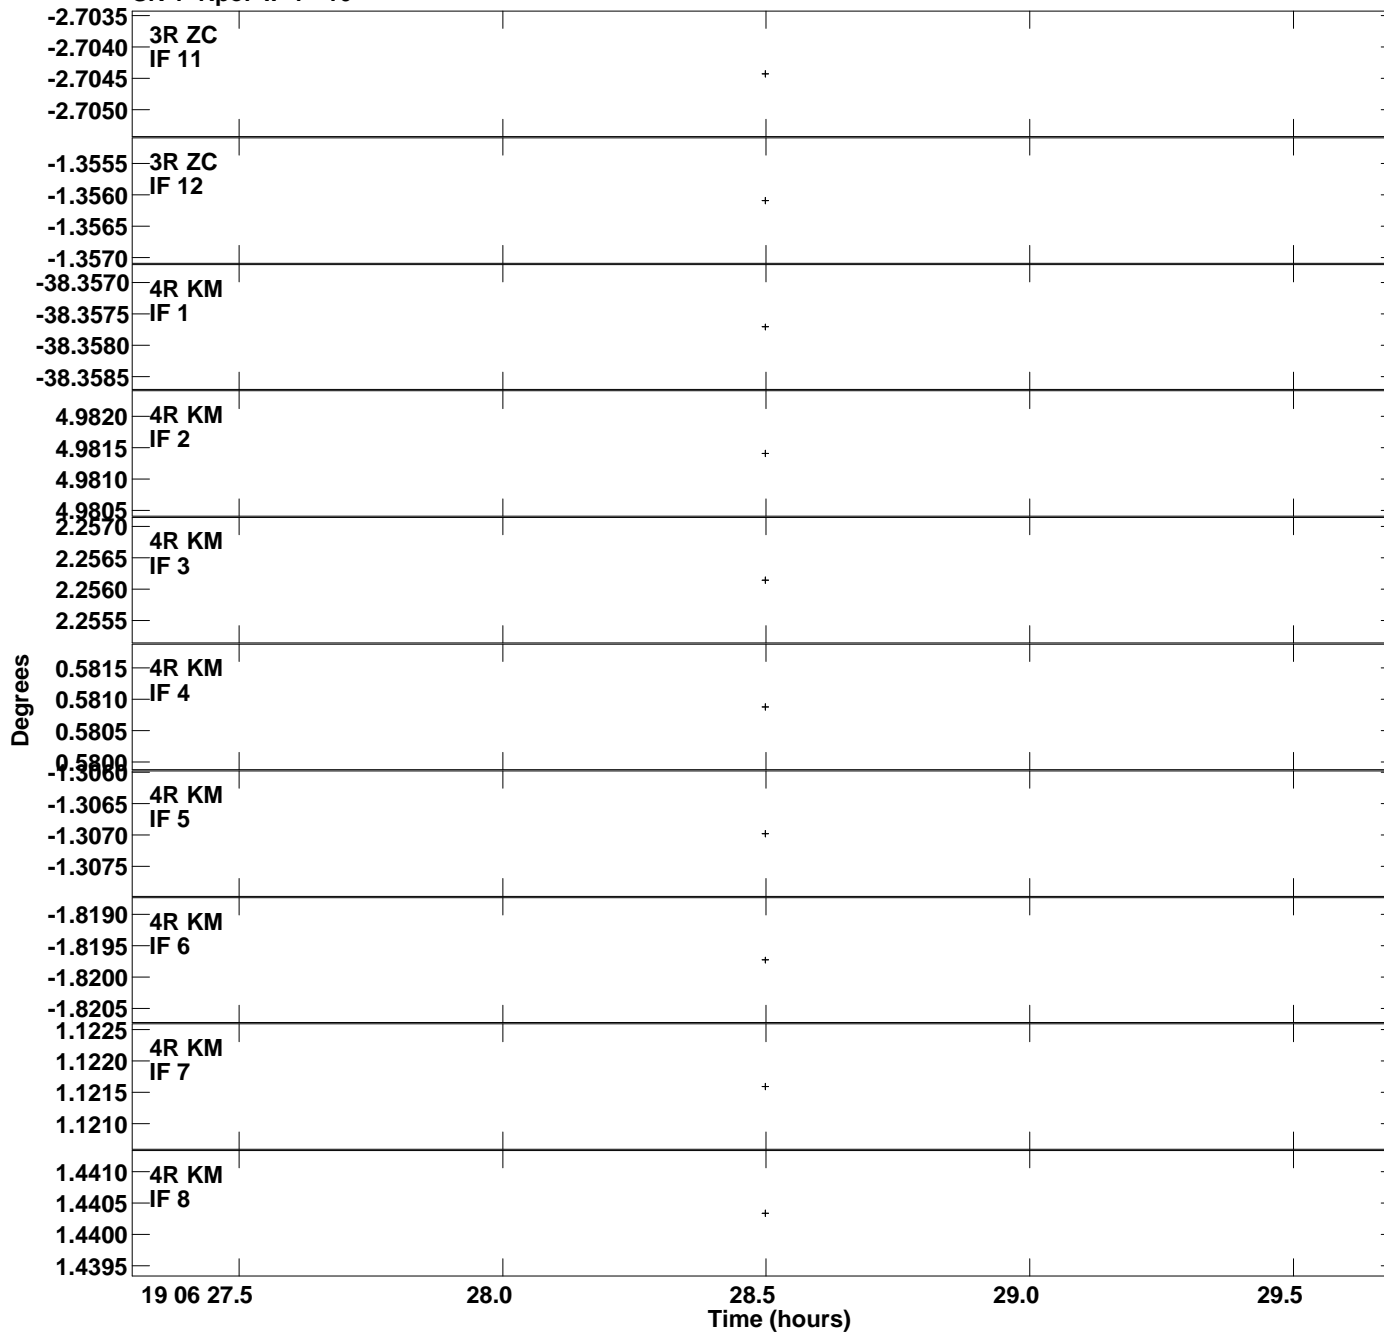 -2.7035
-2.7040
-2.7045
-2.7050
3R ZC
IF 11
-1.3555
-1.3560
-1.3565
-1.3570
3R ZC
IF 12
-38.3570
-38.3575
-38.3580
-38.3585
4R KM
IF 1
4.9820
4.9815
4.9810
4.9805
4R KM
IF 2
2.2570
2.2565
2.2560
2.2555
4R KM
IF 3
0.5815
0.5810
0.5805
0.5800
4R KM
IF 4
-1.3060
-1.3065
-1.3070
-1.3075
4R KM
IF 5
-1.8190
-1.8195
-1.8200
-1.8205
4R KM
IF 6
1.1225
1.1220
1.1215
1.1210
4R KM
IF 7
1.4410
1.4405
1.4400
1.4395
4R KM
IF 8
Degrees
19 06 27.5 28.0 28.5 29.0 29.5
Time (hours)